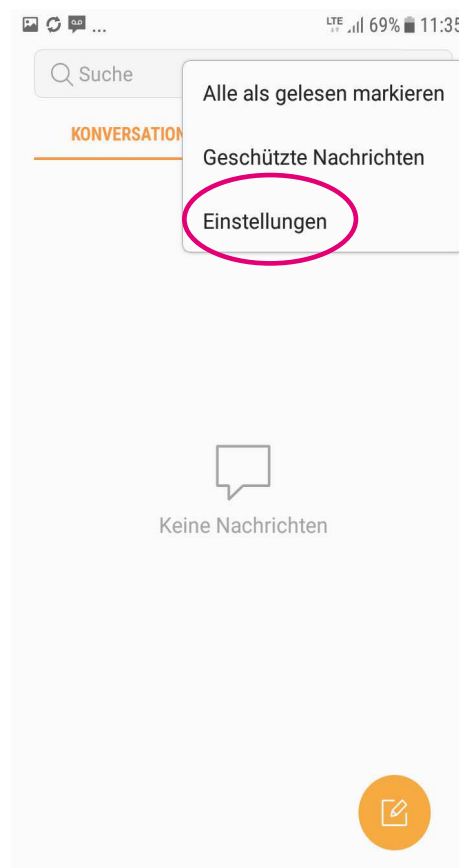 ... LTE 69% 11:35
Suche
Alle als gelesen markieren
KONVERSATION
Geschützte Nachrichten
Einstellungen
Keine Nachrichten